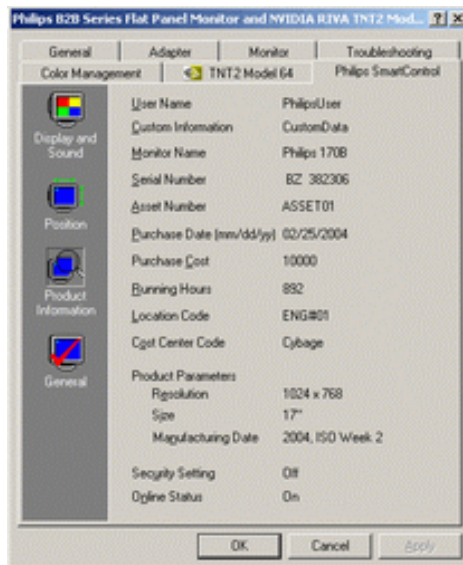 Philips B2B Series Flat Panel Monitor and NVIDIA RIVA TNT2 Mod...
General Adapter Monitor Troubleshooting
Color Management TNT2 Model 64 Philips SmartControl
Display and Sound
Position
Product Information
General
User Name PhilipsUser
Custom Information CustomData
Monitor Name Philips 170B
Serial Number BZ 382306
Asset Number ASSET01
Purchase Date (mm/dd/yy) 02/25/2004
Purchase Cost 10000
Running Hours 892
Location Code ENG#01
Cost Center Code Cybage
Product Parameters
Resolution 1024 x 768
Size 17"
Manufacturing Date 2004, ISO Week 2
Security Setting Off
Online Status On
OK Cancel Apply